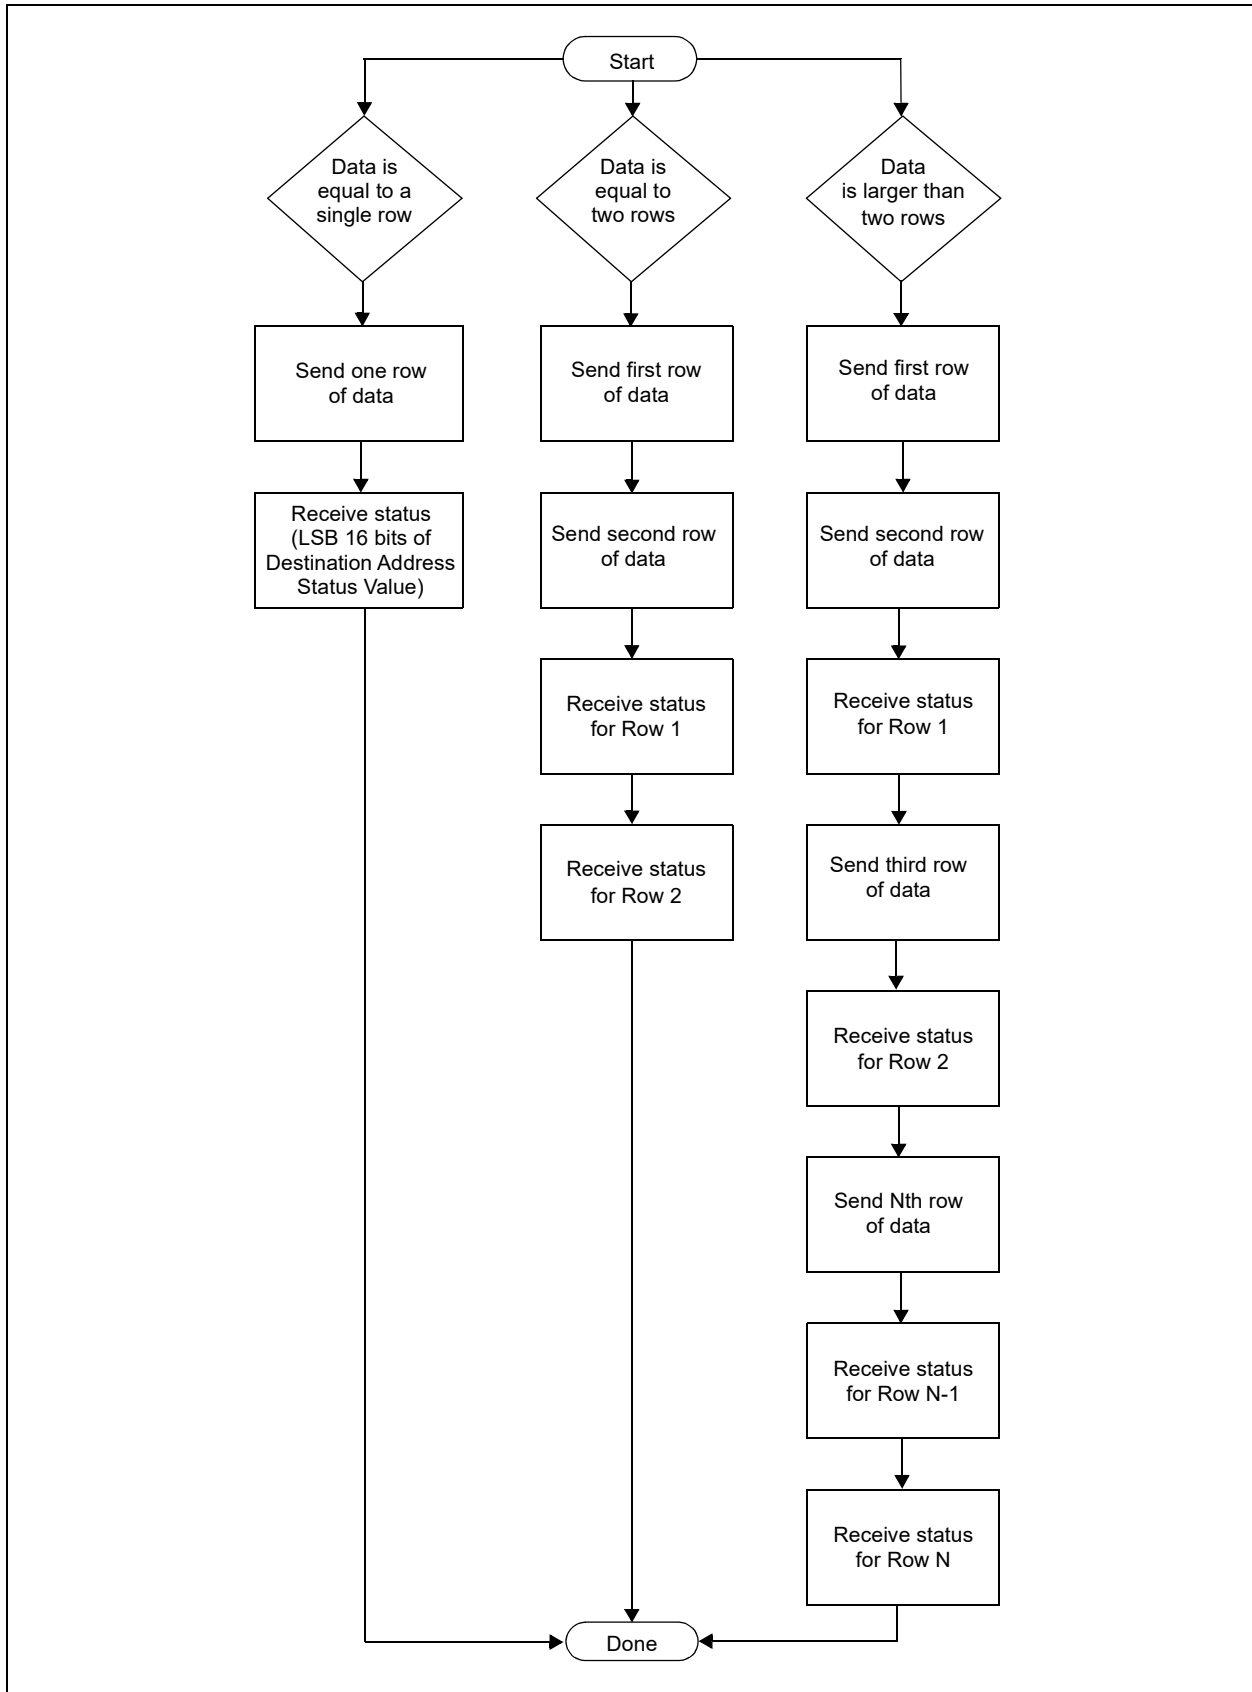 Start
Data is
equal to a
single row
Data is
equal to
two rows
Data
is larger than
two rows
Send one row
of data
Send first row
of data
Send first row
of data
Receive status
(LSB 16 bits of
Destination Address
Status Value)
Send second row
of data
Send second row
of data
Receive status
for Row 1
Receive status
for Row 1
Receive status
for Row 2
Send third row
of data
Receive status
for Row 2
Send Nth row
of data
Receive status
for Row N-1
Receive status
for Row N
Done